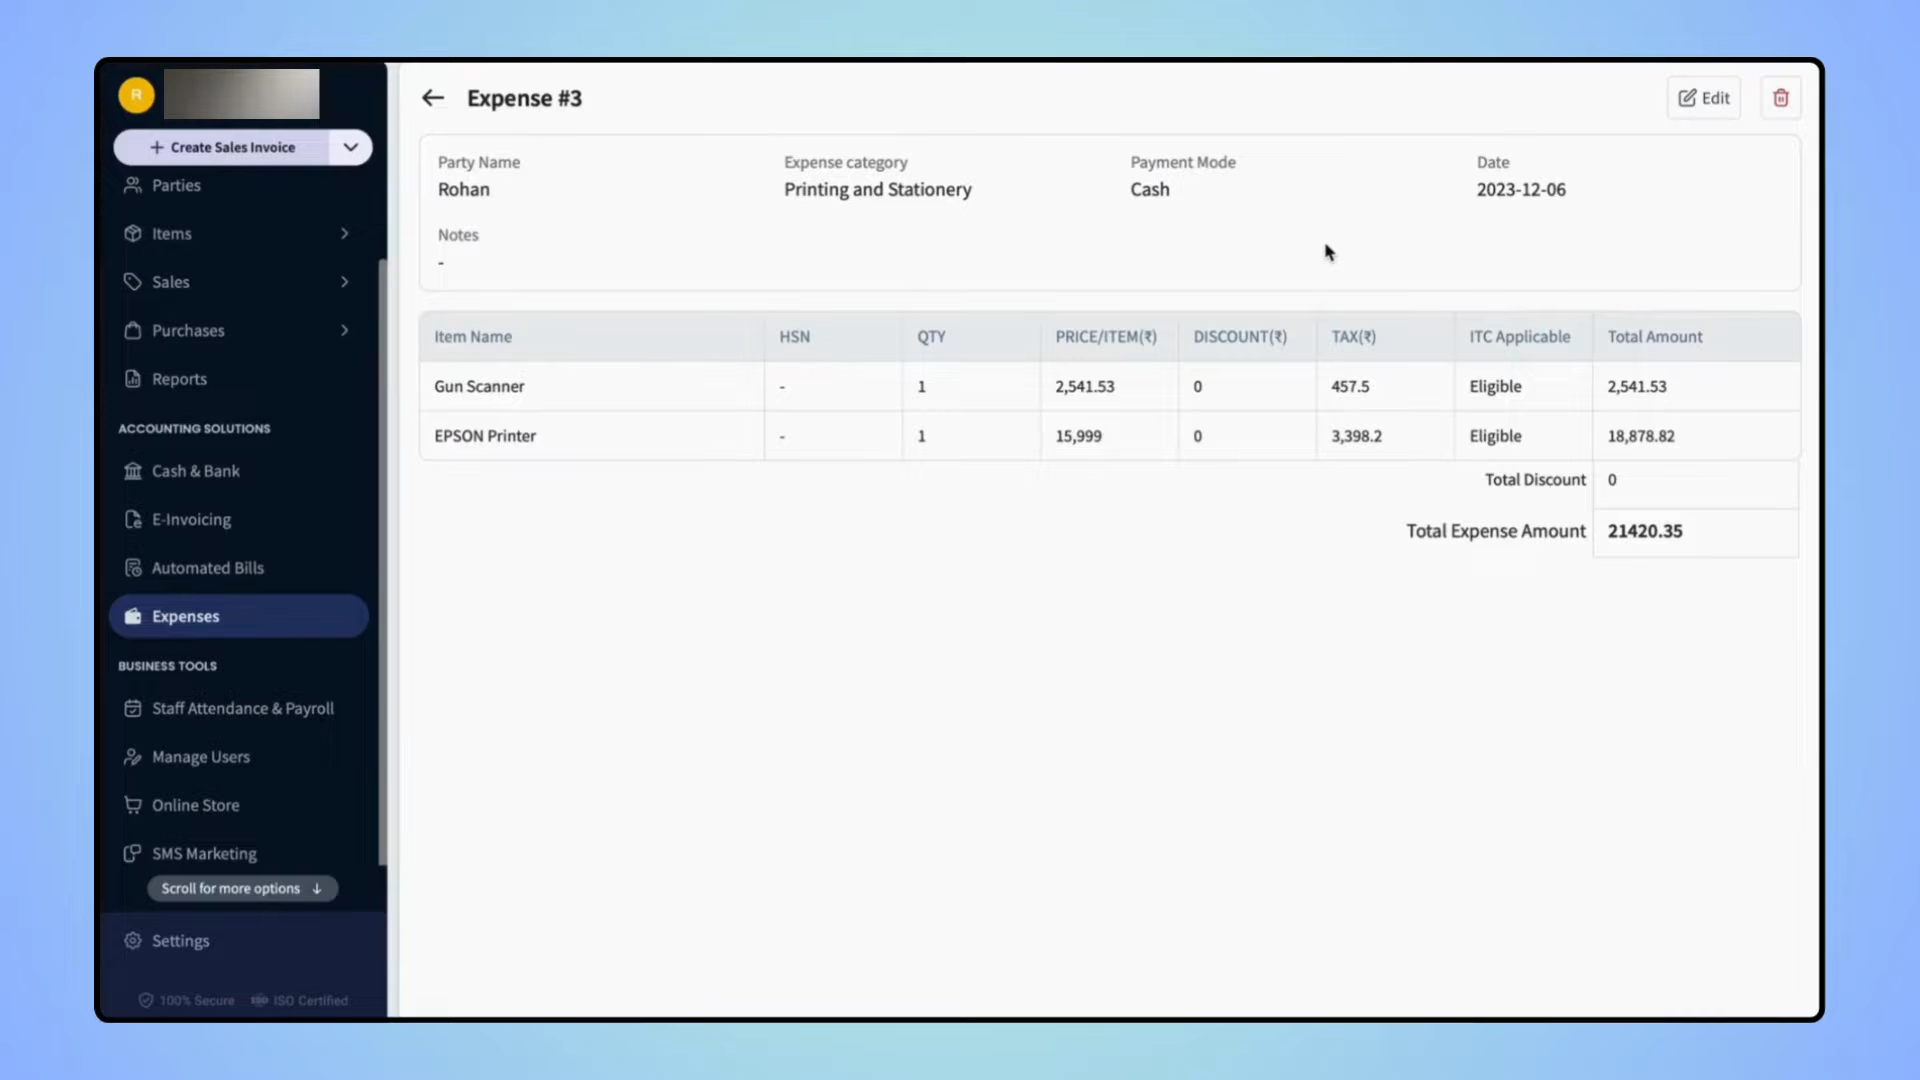 R
+ Create Sales Invoice
Parties
Items
Sales
Purchases
Reports
ACCOUNTING SOLUTIONS
Cash & Bank
E-Invoicing
Automated Bills
Expenses
BUSINESS TOOLS
Staff Attendance & Payroll
Manage Users
Online Store
SMS Marketing
Scroll for more options ↓
Settings
100% Secure ISO ISO Certified
← Expense #3
Edit
Party Name Expense category Payment Mode Date
Rohan Printing and Stationery Cash 2023-12-06
Notes
-
Item Name HSN QTY PRICE/ITEM(₹) DISCOUNT(₹) TAX(₹) ITC Applicable Total Amount
Gun Scanner - 1 2,541.53 0 457.5 Eligible 2,541.53
EPSON Printer - 1 15,999 0 3,398.2 Eligible 18,878.82
Total Discount 0
Total Expense Amount 21420.35